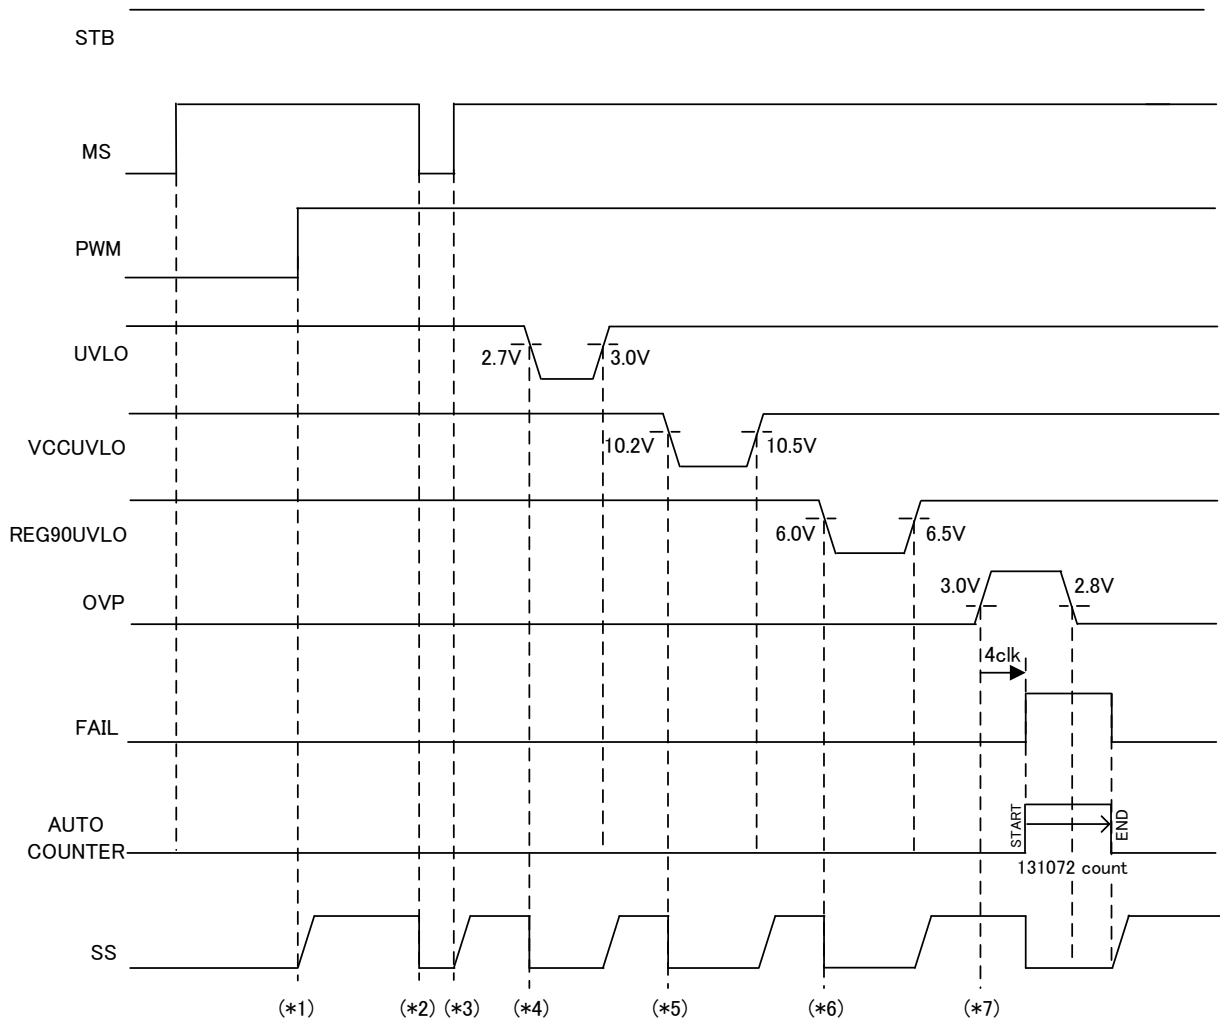 STB
MS
PWM
UVLO
2.7V
3.0V
VCCUVLO
10.2V
10.5V
REG90UVLO
6.0V
6.5V
OVP
3.0V
2.8V
4clk
FAIL
AUTO
COUNTER
START
END
131072 count
SS
(*1)
(*2)
(*3)
(*4)
(*5)
(*6)
(*7)